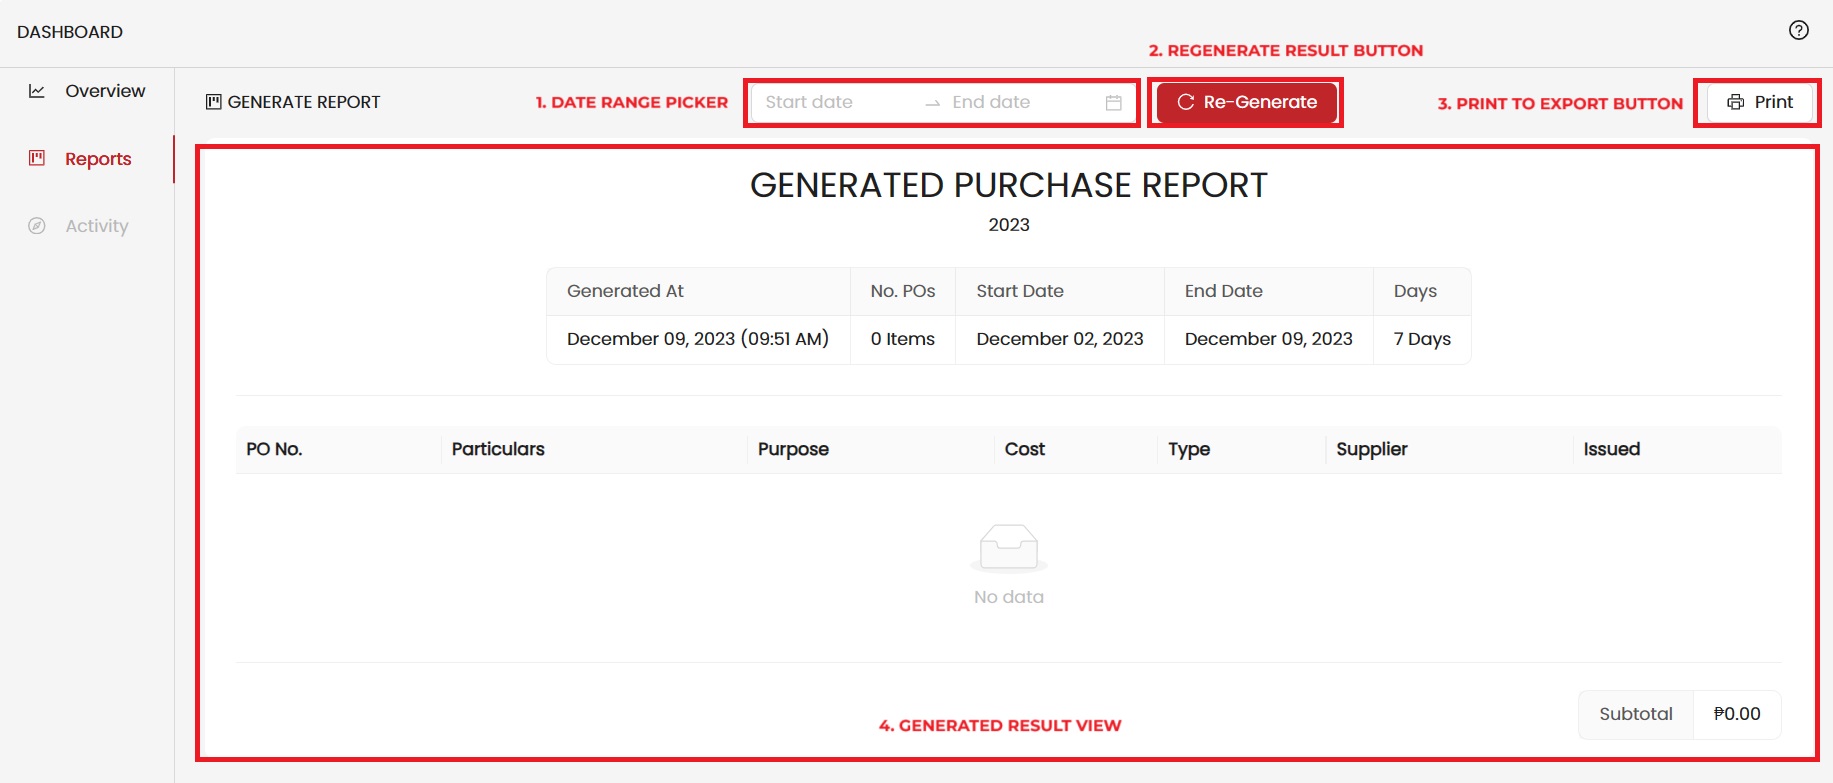 DASHBOARD
2. REGENERATE RESULT BUTTON
Overview
GENERATE REPORT
1. DATE RANGE PICKER
Start date
End date
Re-Generate
3. PRINT TO EXPORT BUTTON
Print
Reports
Activity
GENERATED PURCHASE REPORT
2023
Generated At No. POs Start Date End Date Days
December 09, 2023 (09:51 AM) 0 Items December 02, 2023 December 09, 2023 7 Days
PO No. Particulars Purpose Cost Type Supplier Issued
No data
Subtotal ₱0.00
4. GENERATED RESULT VIEW